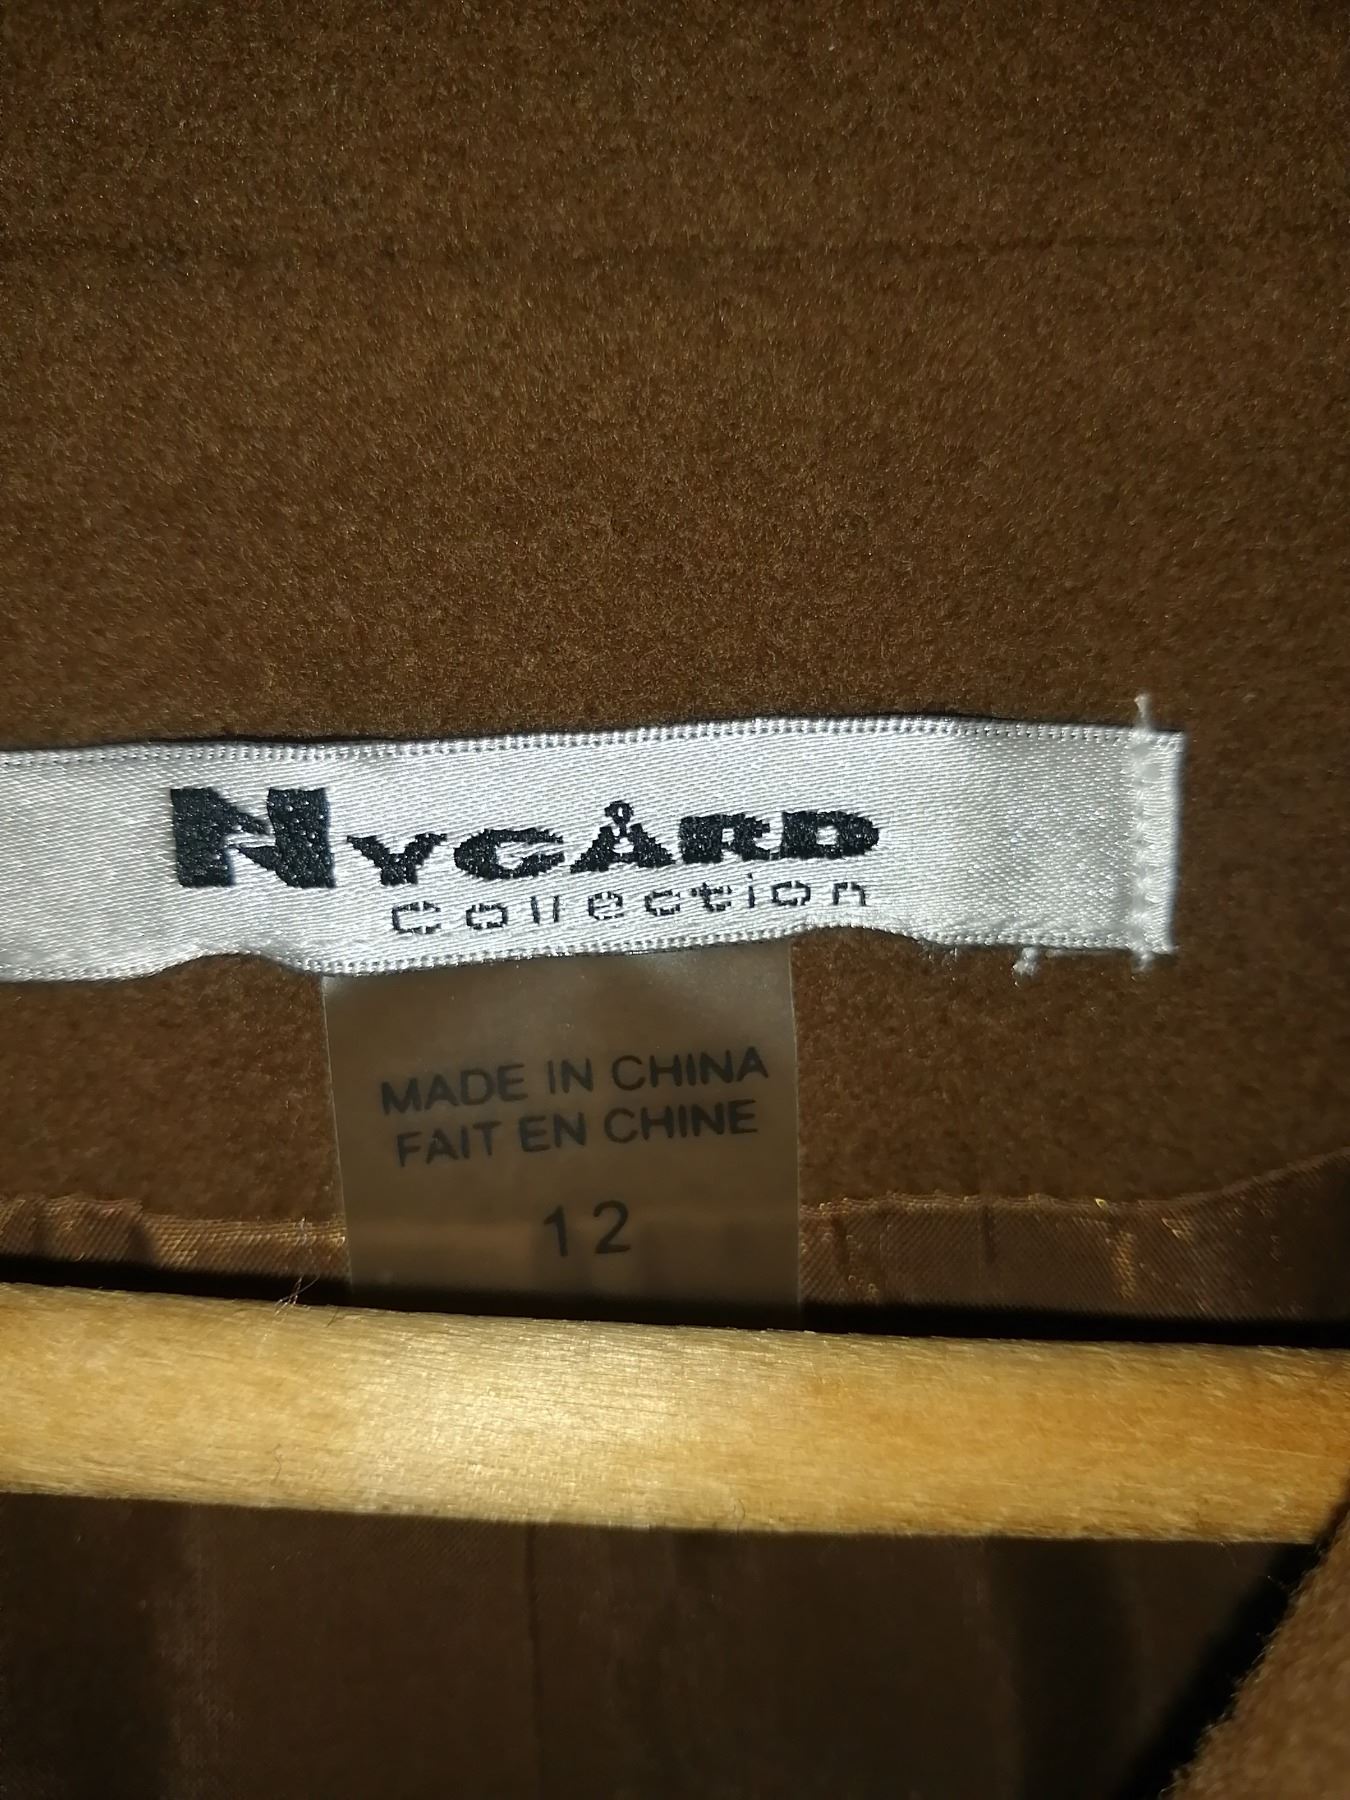 NYGÅRD
Collection
MADE IN CHINA
FAIT EN CHINE
12